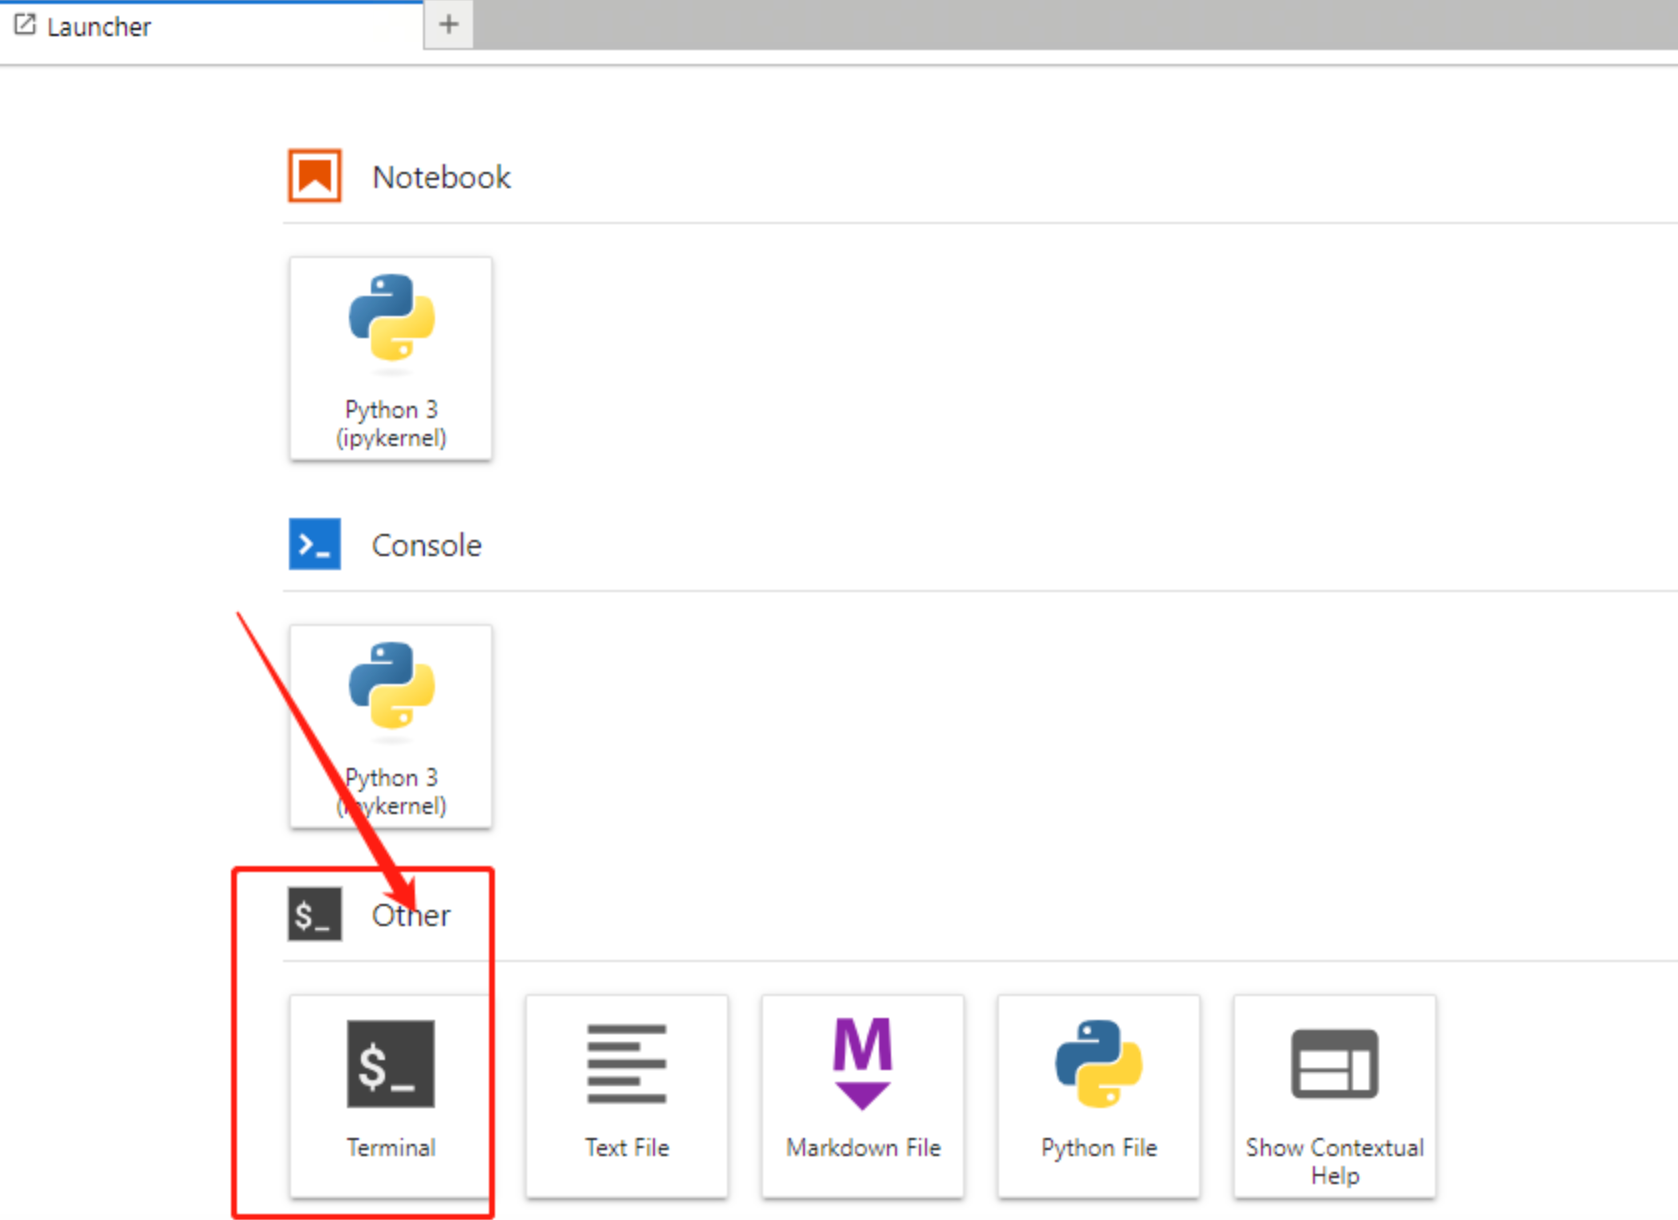 Launcher
Notebook
Python 3
(ipykernel)
Console
Python 3
(ipykernel)
$_ Other
$_
Terminal
Text File
M
Markdown File
Python File
Show Contextual
Help